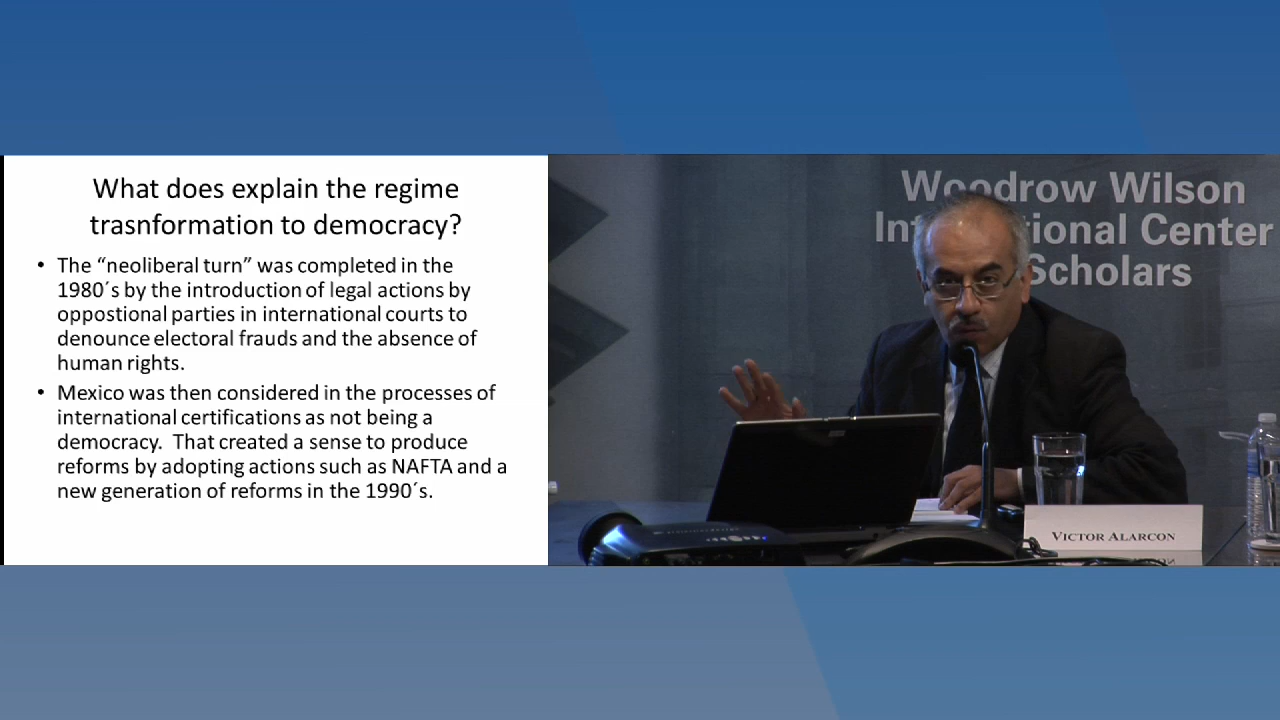 What does explain the regime
trasnformation to democracy?
• The “neoliberal turn” was completed in the
1980´s by the introduction of legal actions by
oppostional parties in international courts to
denounce electoral frauds and the absence of
human rights.
• Mexico was then considered in the processes of
international certifications as not being a
democracy. That created a sense to produce
reforms by adopting actions such as NAFTA and a
new generation of reforms in the 1990´s.
Woodrow Wilson
In tional Center
Scholars
VICTOR ALARCON